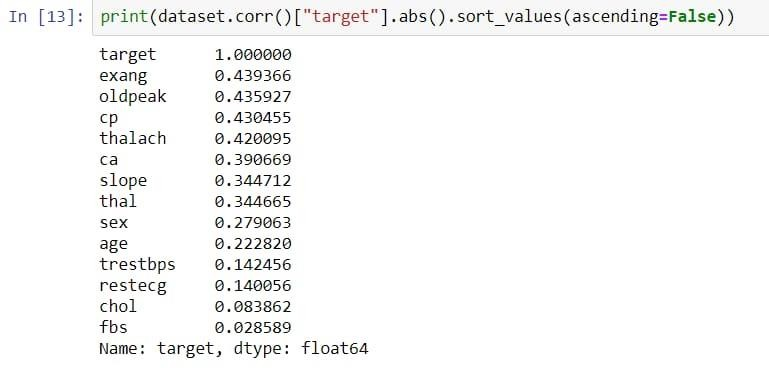 In [13]: print(dataset.corr()["target"].abs().sort_values(ascending=False))
target 1.000000
exang 0.439366
oldpeak 0.435927
cp 0.430455
thalach 0.420095
ca 0.390669
slope 0.344712
thal 0.344665
sex 0.279063
age 0.222820
trestbps 0.142456
restecg 0.140056
chol 0.083862
fbs 0.028589
Name: target, dtype: float64